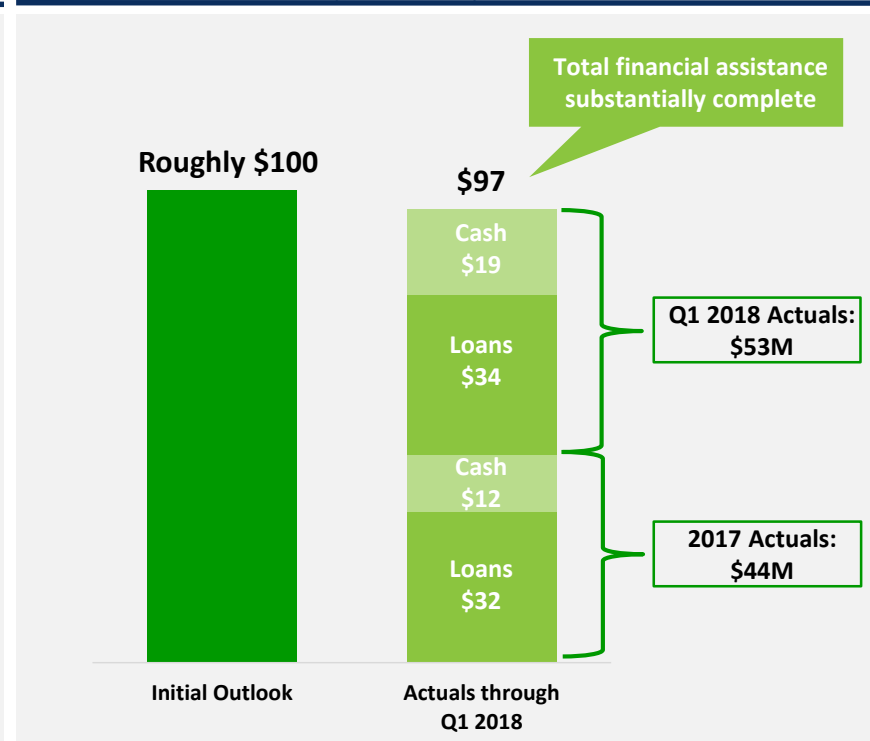 Total financial assistance
substantially complete
Roughly $100
$97
Cash
$19
Loans
$34
Q1 2018 Actuals:
$53M
Cash
$12
Loans
$32
2017 Actuals:
$44M
Initial Outlook
Actuals through
Q1 2018